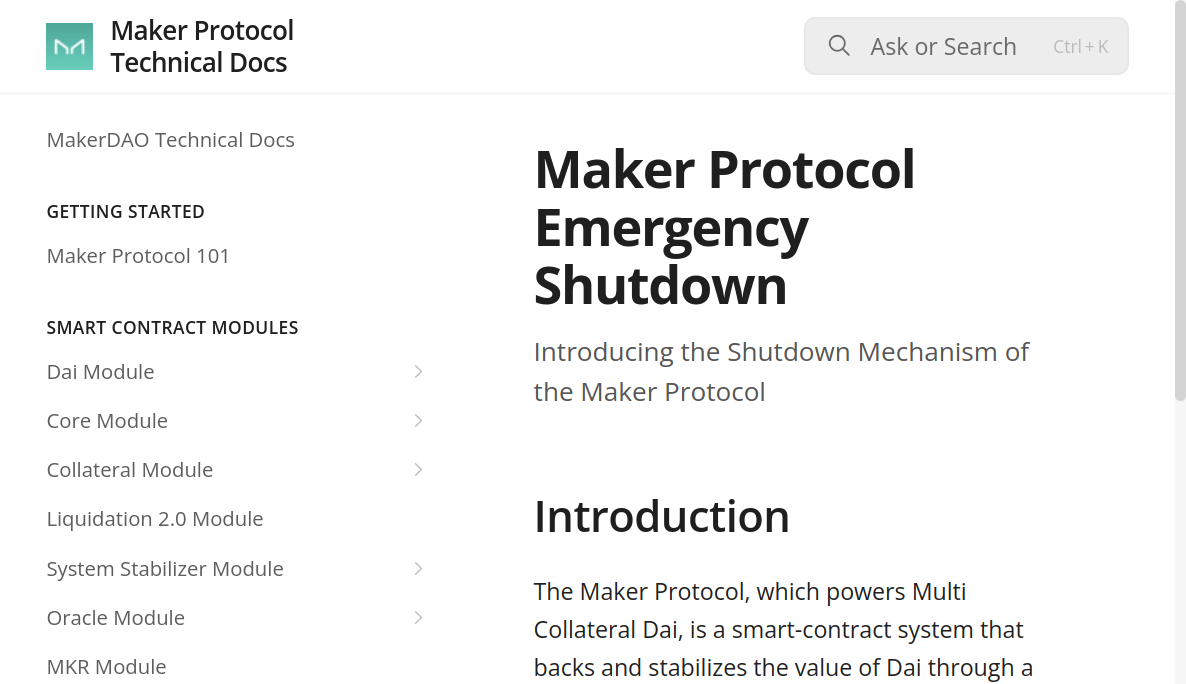 Maker Protocol
Technical Docs
Ask or Search
Ctrl + K
MakerDAO Technical Docs
GETTING STARTED
Maker Protocol 101
SMART CONTRACT MODULES
Dai Module
Core Module
Collateral Module
Liquidation 2.0 Module
System Stabilizer Module
Oracle Module
MKR Module
Maker Protocol
Emergency
Shutdown
Introducing the Shutdown Mechanism of
the Maker Protocol
Introduction
The Maker Protocol, which powers Multi
Collateral Dai, is a smart-contract system that
backs and stabilizes the value of Dai through a